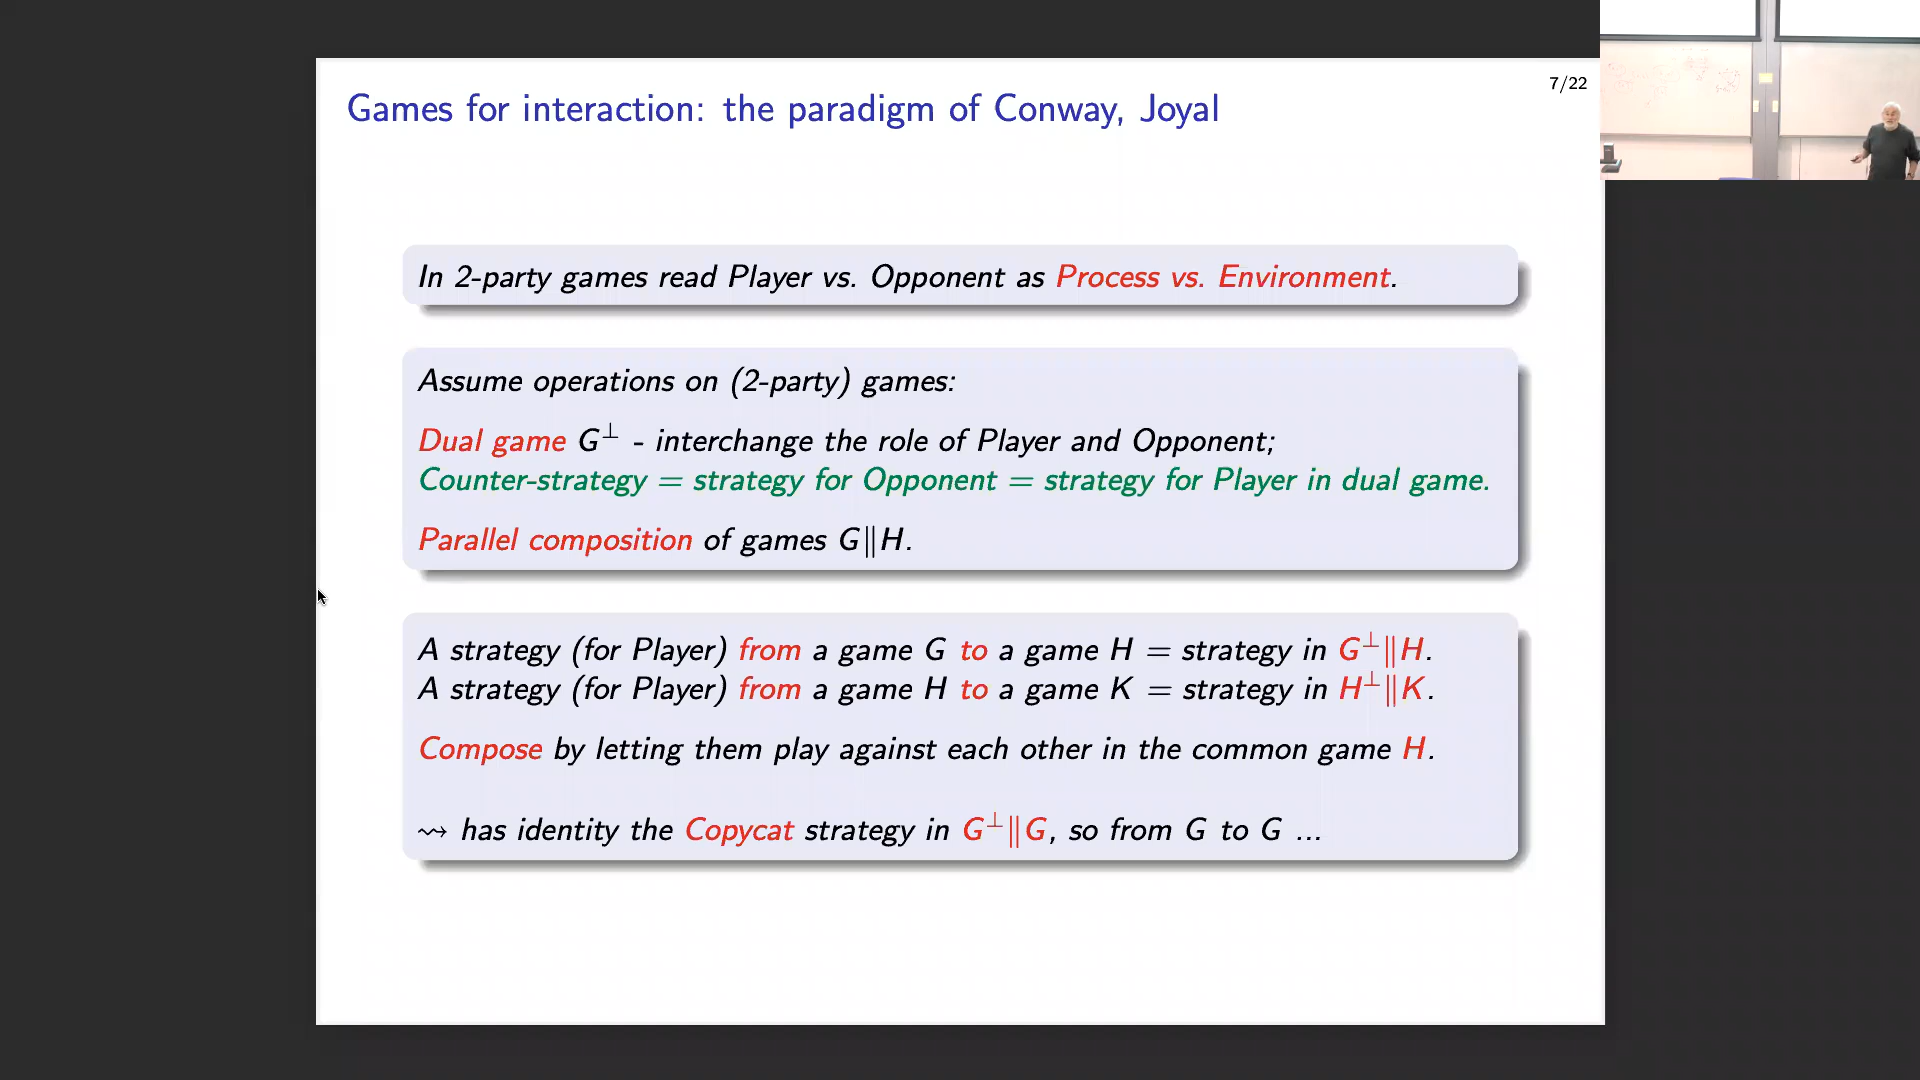 7/22
Games for interaction: the paradigm of Conway, Joyal
In 2-party games read Player vs. Opponent as Process vs. Environment.
Assume operations on (2-party) games:
Dual game G⊥ - interchange the role of Player and Opponent;
Counter-strategy = strategy for Opponent = strategy for Player in dual game.
Parallel composition of games G∥H.
A strategy (for Player) from a game G to a game H = strategy in G⊥∥H.
A strategy (for Player) from a game H to a game K = strategy in H⊥∥K.
Compose by letting them play against each other in the common game H.
⇝ has identity the Copycat strategy in G⊥∥G, so from G to G ...